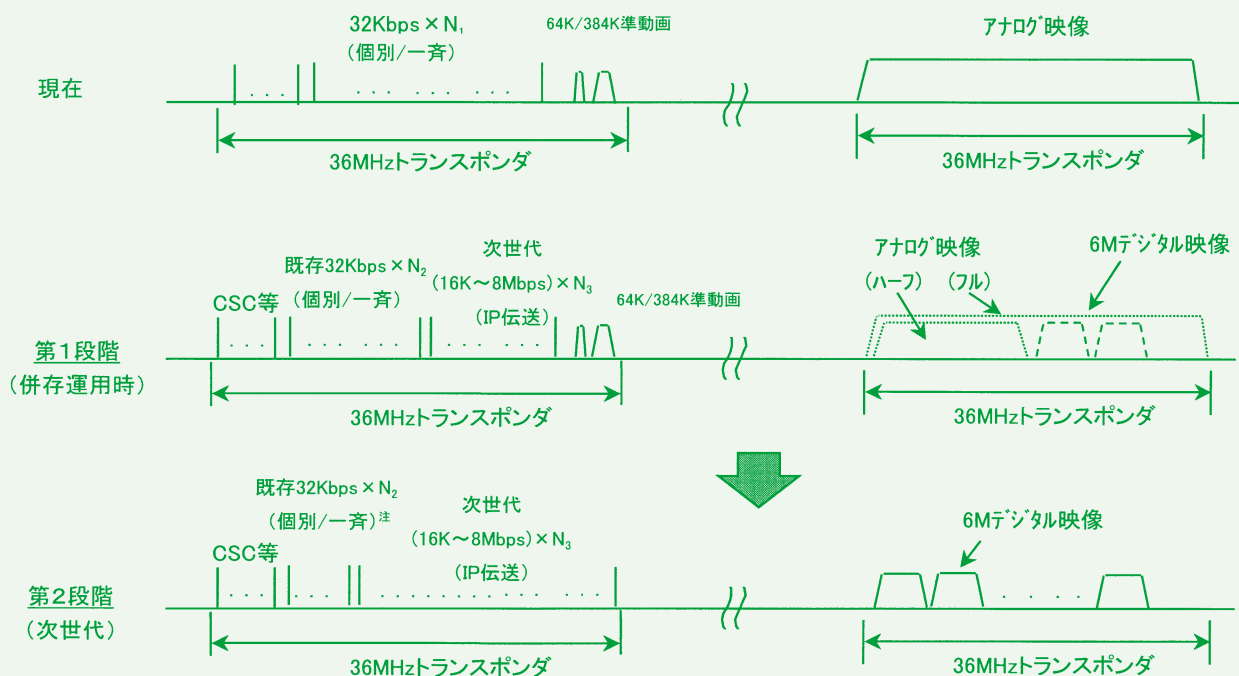 32Kbps×N₁
(個別/一斉)
64K/384K準動画
アナログ映像
現在
・・・
・・・ ・・・ ・・・
36MHzトランスポンダ
36MHzトランスポンダ
第1段階
(併存運用時)
CSC等
既存32Kbps×N₂
(個別/一斉)
次世代
(16K～8Mbps)×N₃
(IP伝送)
64K/384K準動画
アナログ映像
(ハーフ) (フル)
6Mデジタル映像
・・・
・・・ ・・・
・・・ ・・・
36MHzトランスポンダ
36MHzトランスポンダ
第2段階
(次世代)
CSC等
既存32Kbps×N₂
(個別/一斉)注
次世代
(16K～8Mbps)×N₃
(IP伝送)
6Mデジタル映像
・・・
・・・
・・・・・・・・・・・・ ・・・
・・・・
36MHzトランスポンダ
36MHzトランスポンダ